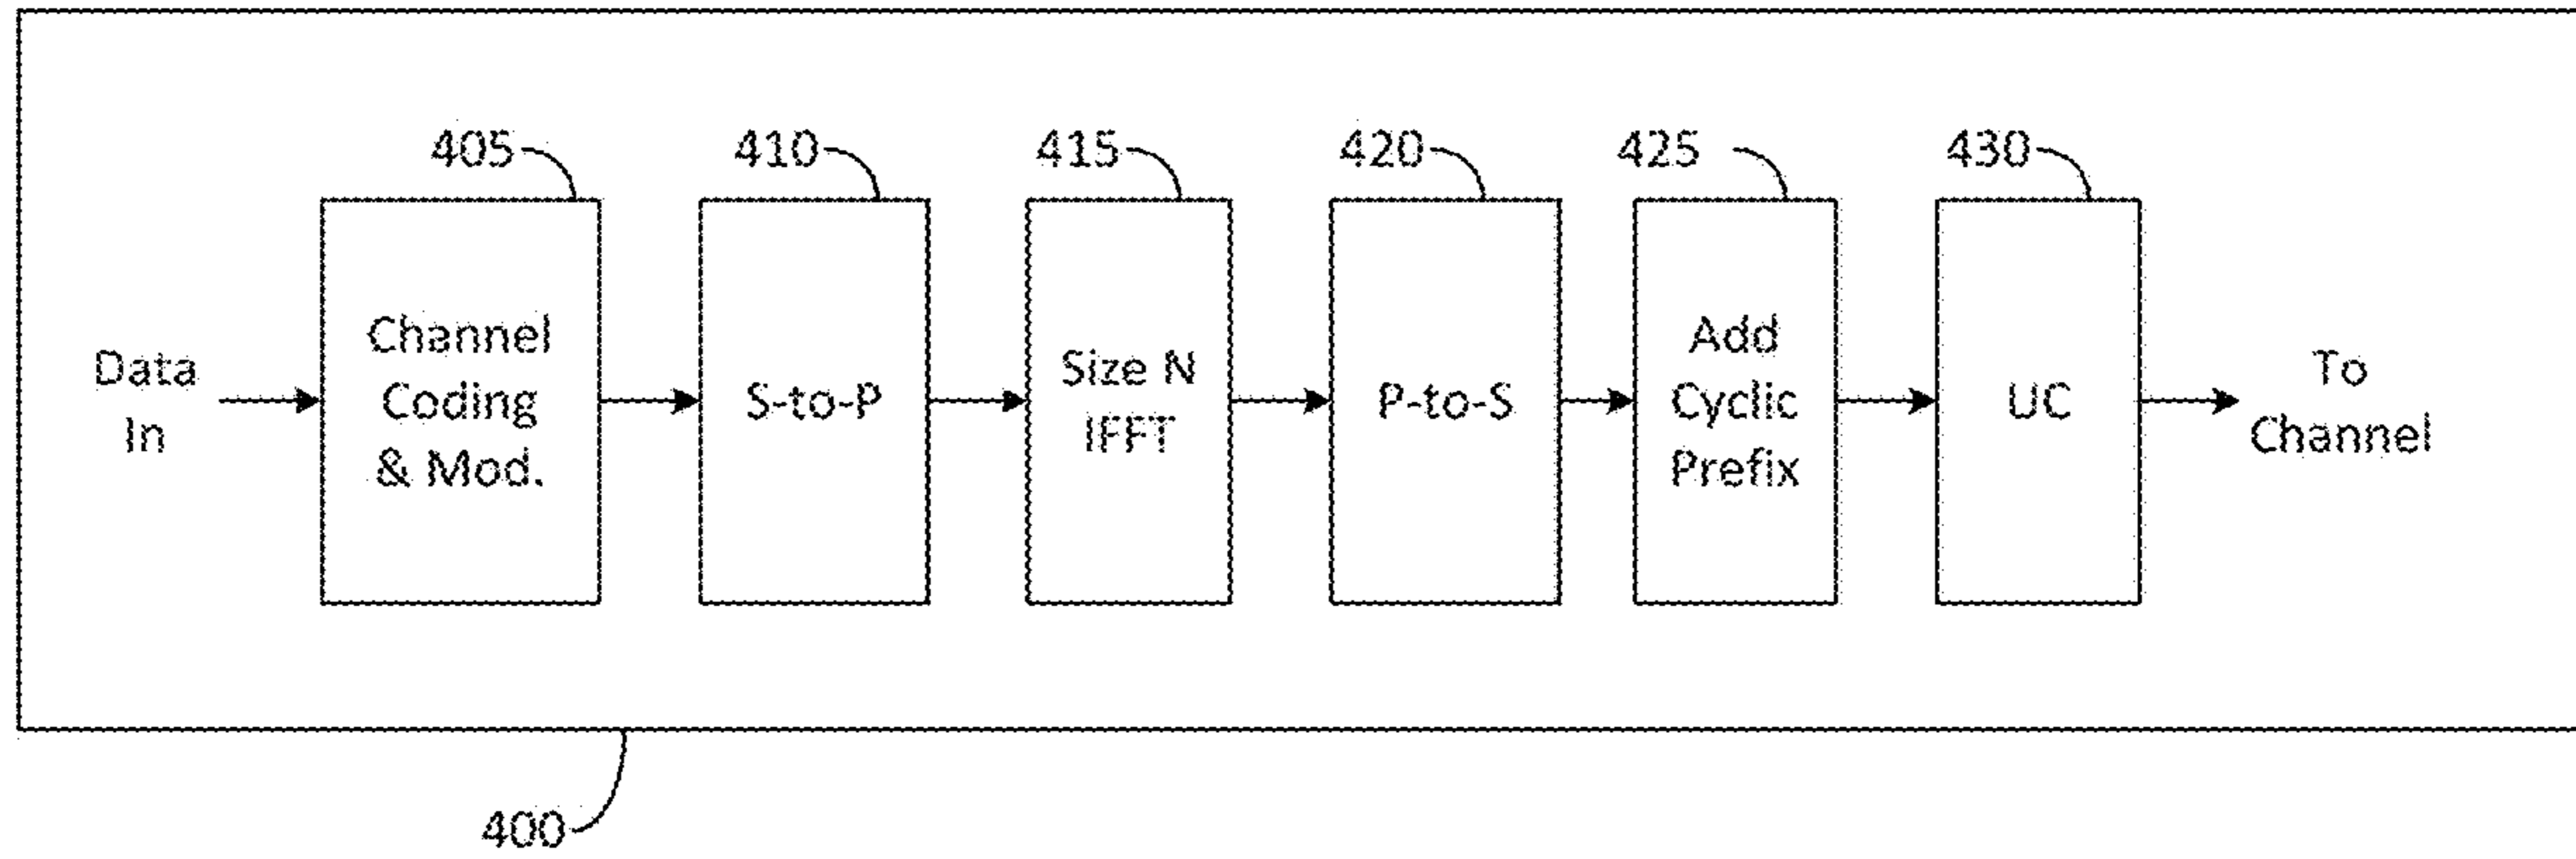 405
410
415
420
425
430
Data
In
Channel
Coding
& Mod.
S-to-P
Size N
IFFT
P-to-S
Add
Cyclic
Prefix
UC
To
Channel
400